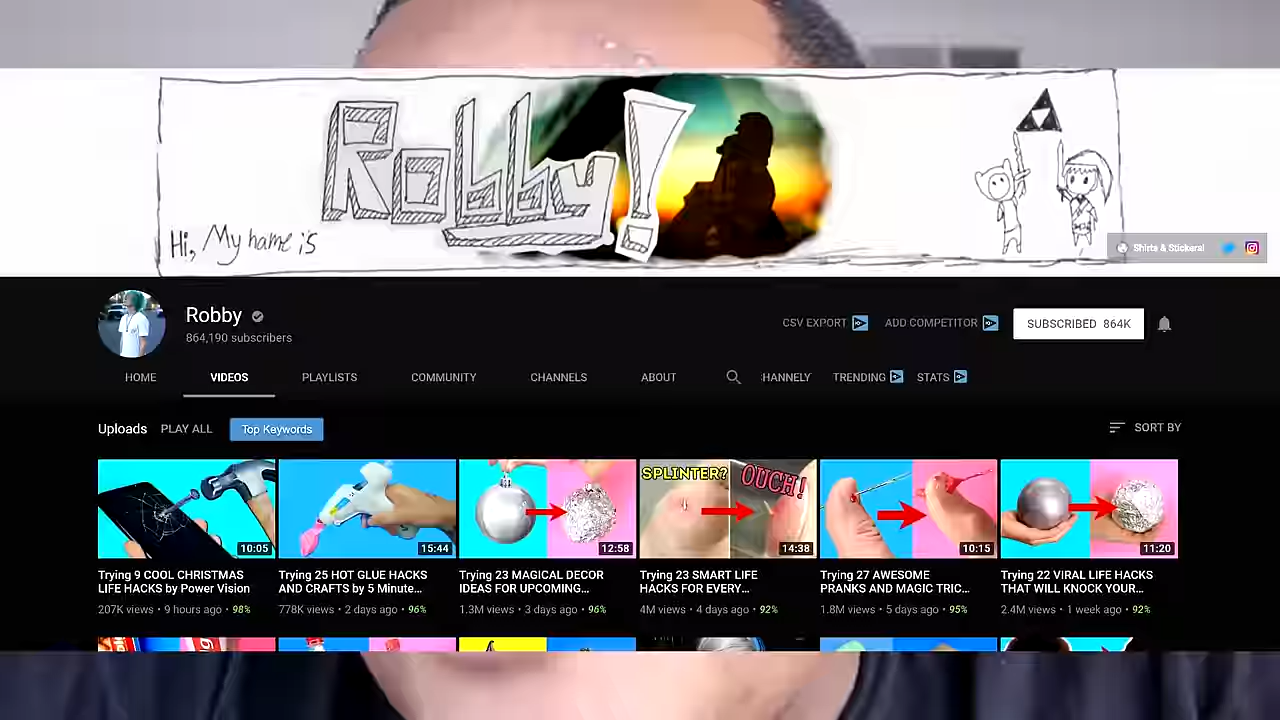 Robby!
Hi, My name is
Shirts & Stickers!
Robby
864,190 subscribers
CSV EXPORT
ADD COMPETITOR
SUBSCRIBED 864K
HOME
VIDEOS
PLAYLISTS
COMMUNITY
CHANNELS
ABOUT
CHANNELY
TRENDING
STATS
Uploads
PLAY ALL
Top Keywords
SORT BY
10:05
15:44
12:58
SPLINTER?
OUCH!
14:38
10:15
11:20
Trying 9 COOL CHRISTMAS
LIFE HACKS by Power Vision
207K views • 9 hours ago • 98%
Trying 25 HOT GLUE HACKS
AND CRAFTS by 5 Minute...
778K views • 2 days ago • 96%
Trying 23 MAGICAL DECOR
IDEAS FOR UPCOMING...
1.3M views • 3 days ago • 96%
Trying 23 SMART LIFE
HACKS FOR EVERY...
4M views • 4 days ago • 92%
Trying 27 AWESOME
PRANKS AND MAGIC TRIC...
1.8M views • 5 days ago • 95%
Trying 22 VIRAL LIFE HACKS
THAT WILL KNOCK YOUR...
2.4M views • 1 week ago • 92%